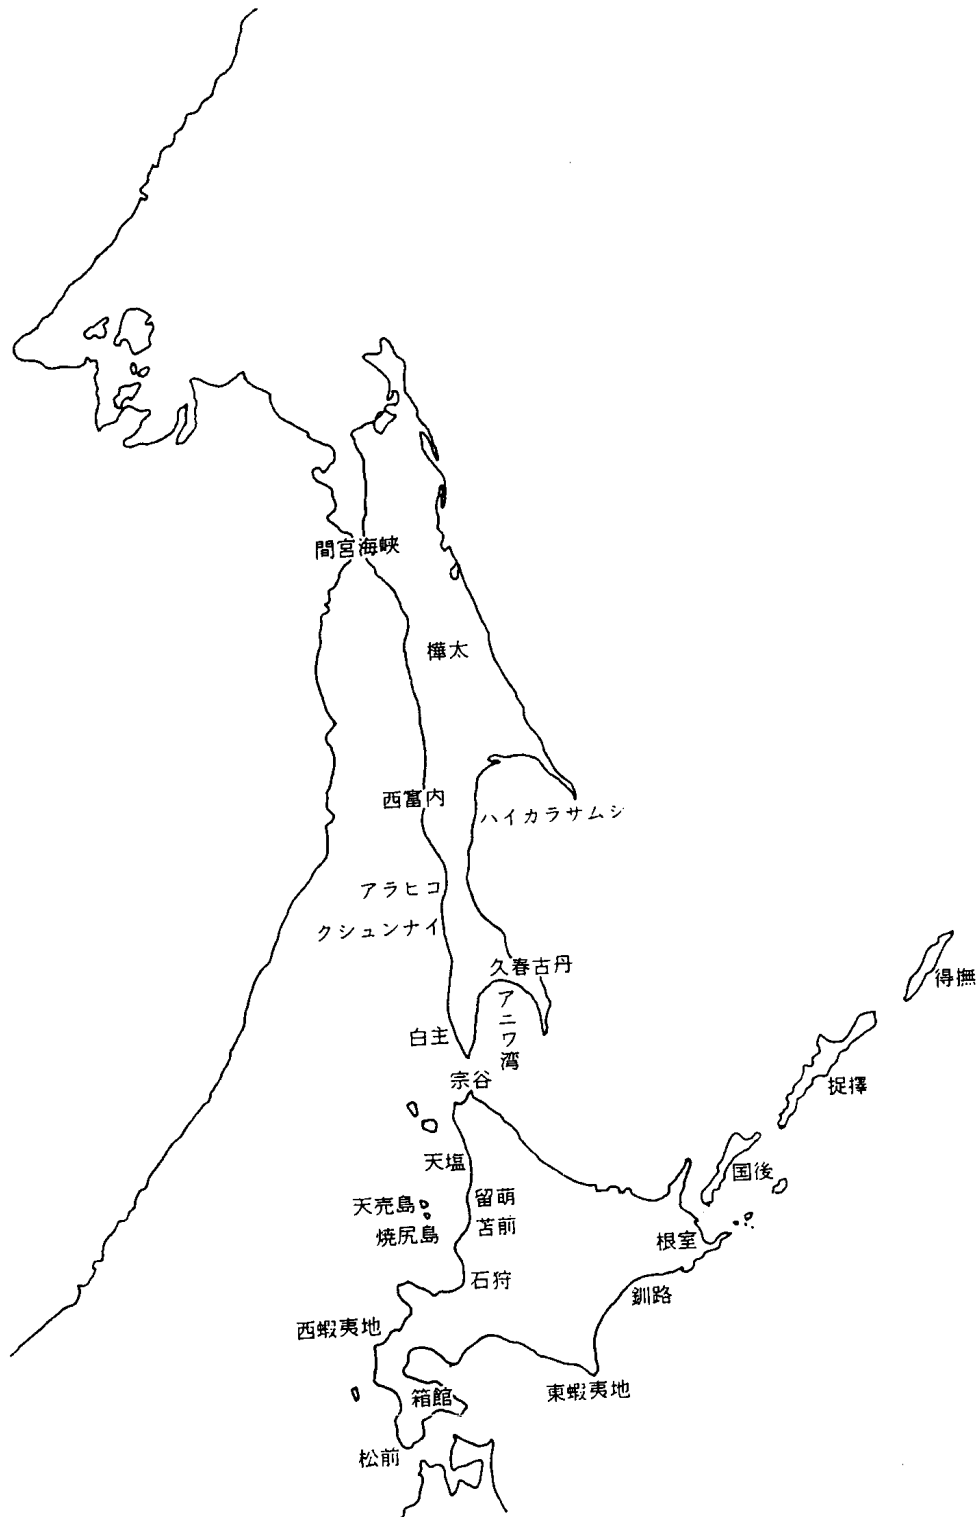 間宮海峡
樺太
西富内
ハイカラサムシ
アラヒコ
クシュンナイ
久春古丹
アニワ湾
白主
宗谷
得撫
捉擇
国後
天塩
留萌
天売島
苫前
焼尻島
根室
石狩
釧路
西蝦夷地
東蝦夷地
箱館
松前